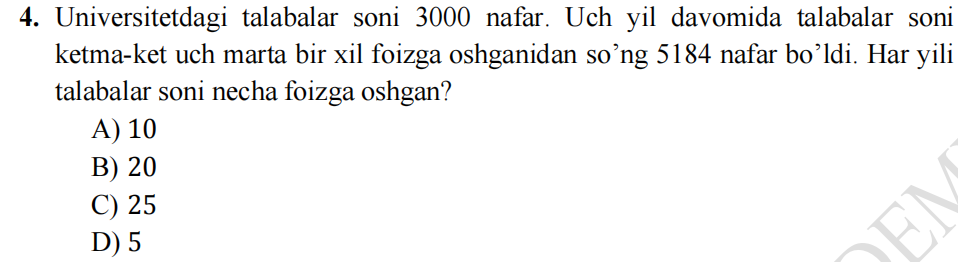 4. Universitetdagi talabalar soni 3000 nafar. Uch yil davomida talabalar soni
ketma-ket uch marta bir xil foizga oshganidan so’ng 5184 nafar bo’ldi. Har yili
talabalar soni necha foizga oshgan?
A) 10
B) 20
C) 25
D) 5